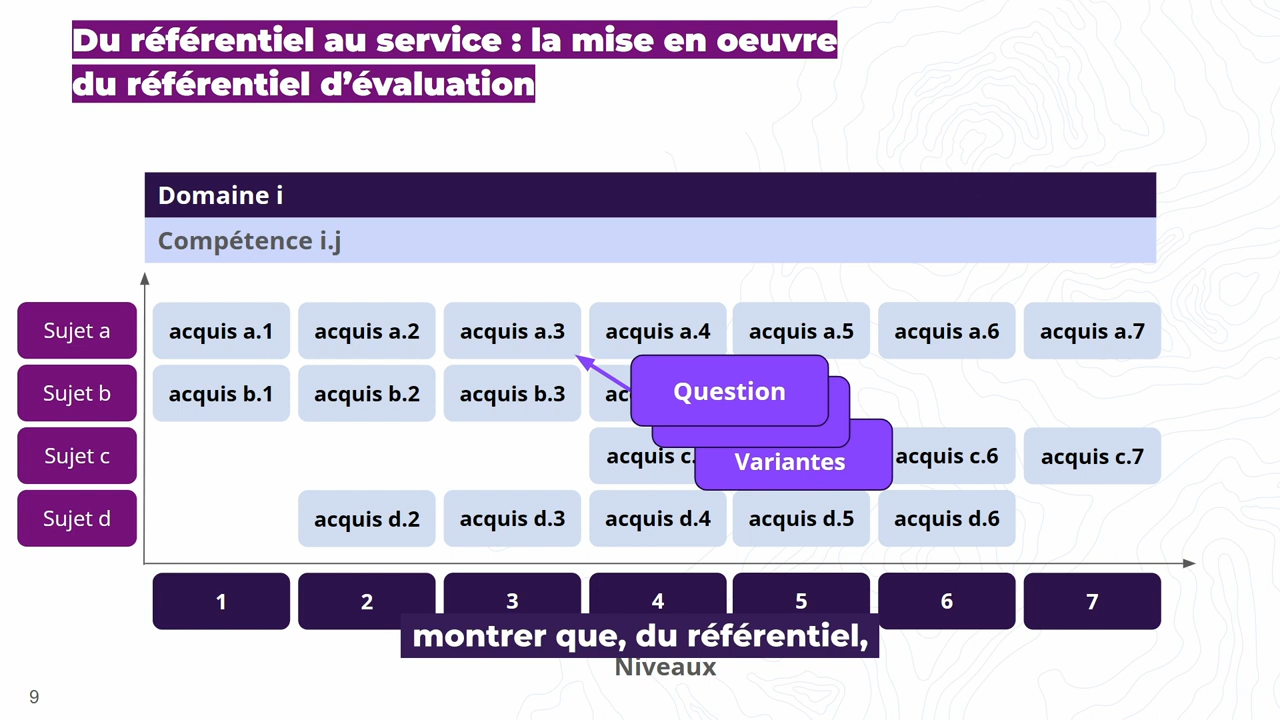 Du référentiel au service : la mise en oeuvre
du référentiel d’évaluation
Domaine i
Compétence i.j
Sujet a acquis a.1 acquis a.2 acquis a.3 acquis a.4 acquis a.5 acquis a.6 acquis a.7
Question
Sujet b acquis b.1 acquis b.2 acquis b.3 ac
Sujet c acquis c. Variantes acquis c.6 acquis c.7
Sujet d acquis d.2 acquis d.3 acquis d.4 acquis d.5 acquis d.6
1 2 3 4 5 6 7
montrer que, du référentiel,
Niveaux
9